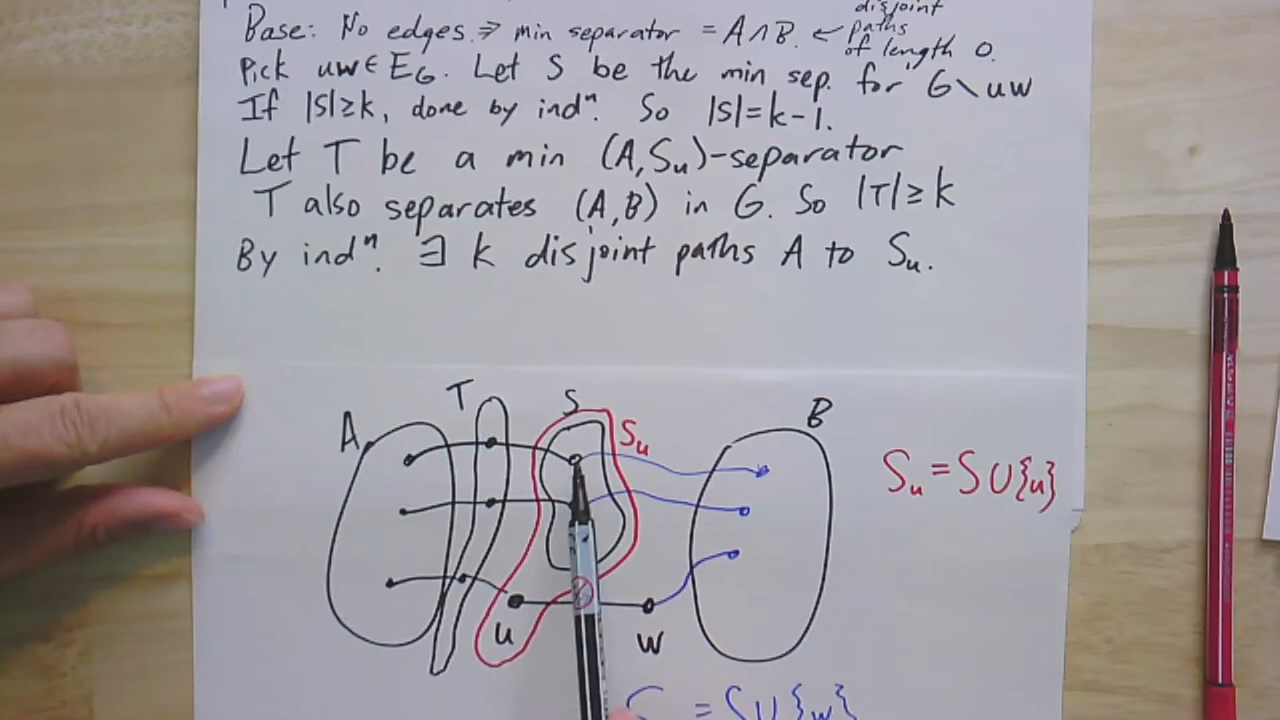 disjoint
Base: No edges ⇒ min separator = A∩B. ← paths
of length 0.
Pick uw∈E_G. Let S be the min sep. for G\uw
If |S|≥k, done by indⁿ. So |S|=k-1.
Let T be a min (A,S_u)-separator
T also separates (A,B) in G. So |T|≥k
By indⁿ. ∃ k disjoint paths A to S_u.
A T S S_u B
S_u = S∪{u}
u w
= S∪{w}